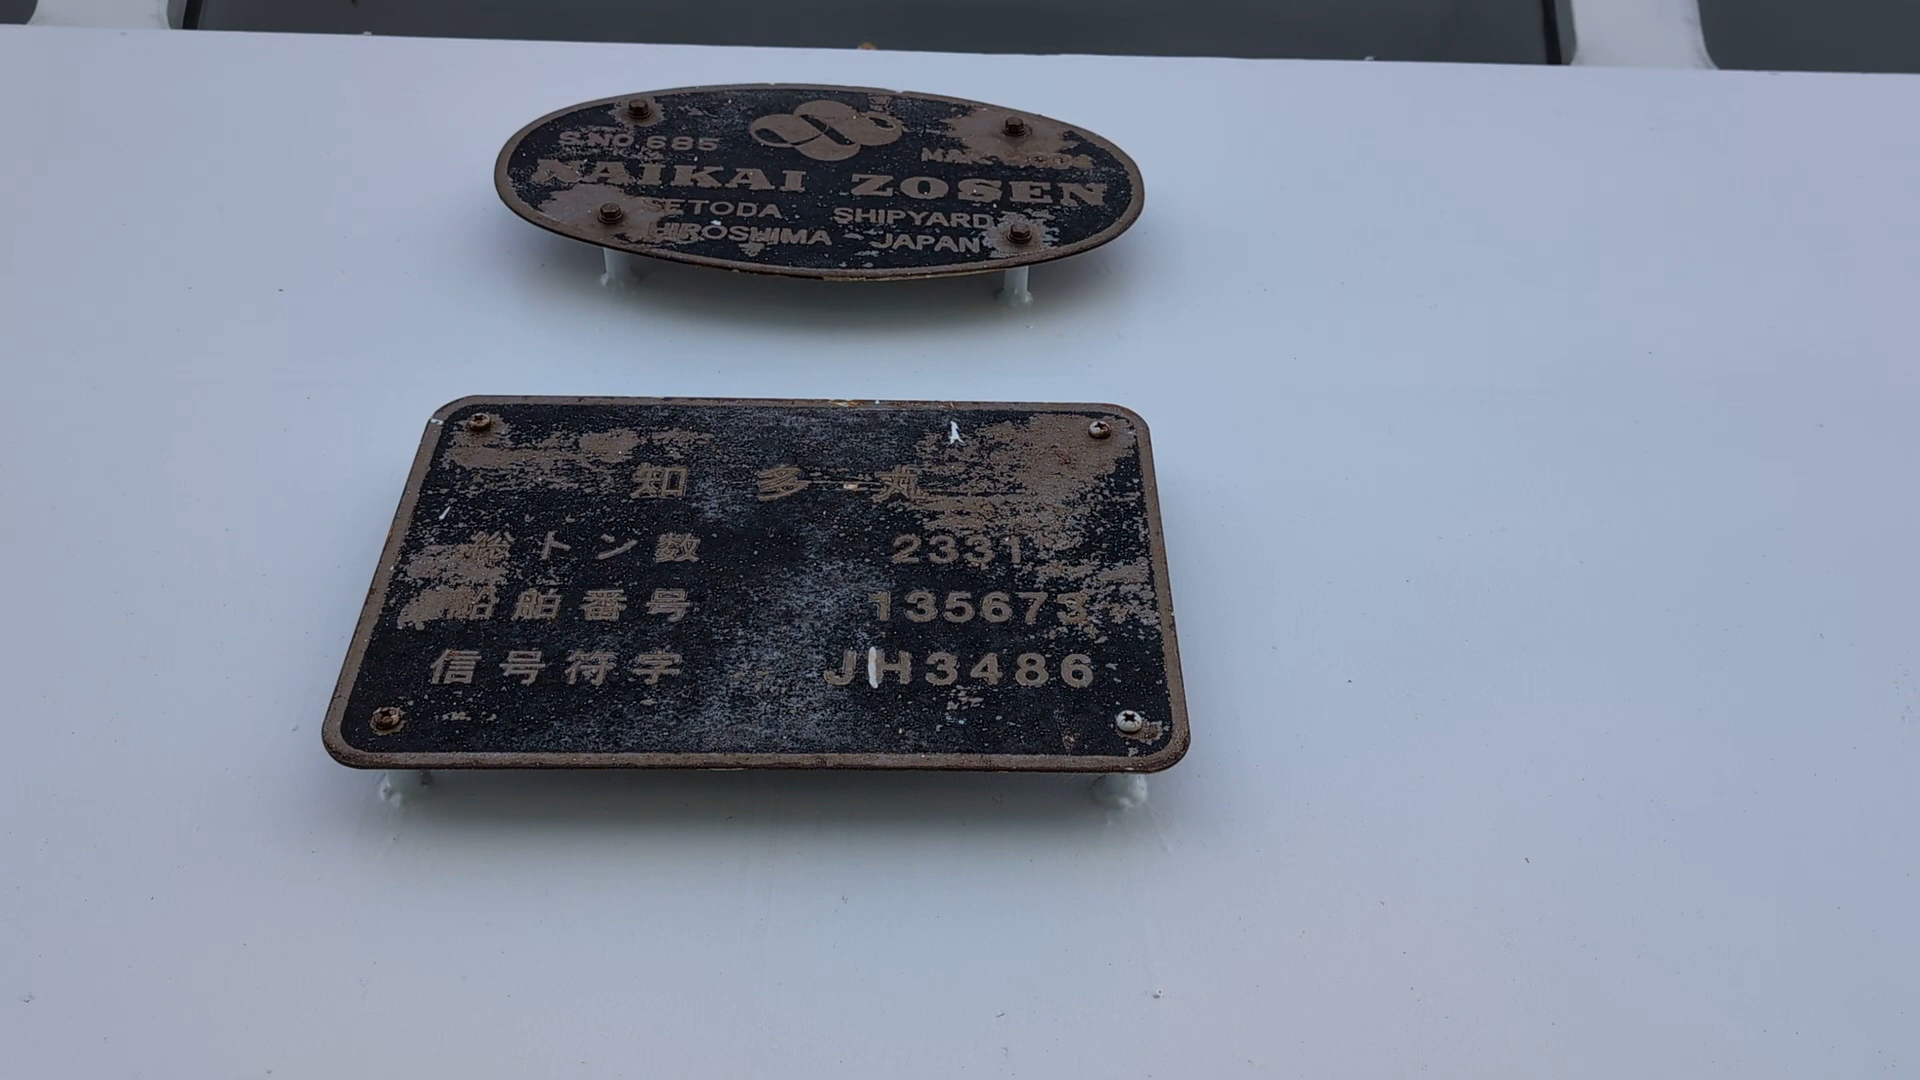 S.NO.685
NAIKAI ZOSEN
SETODA SHIPYARD
HIROSHIMA JAPAN
知多丸
総トン数 2331
船舶番号 135673
信号符字 JH3486